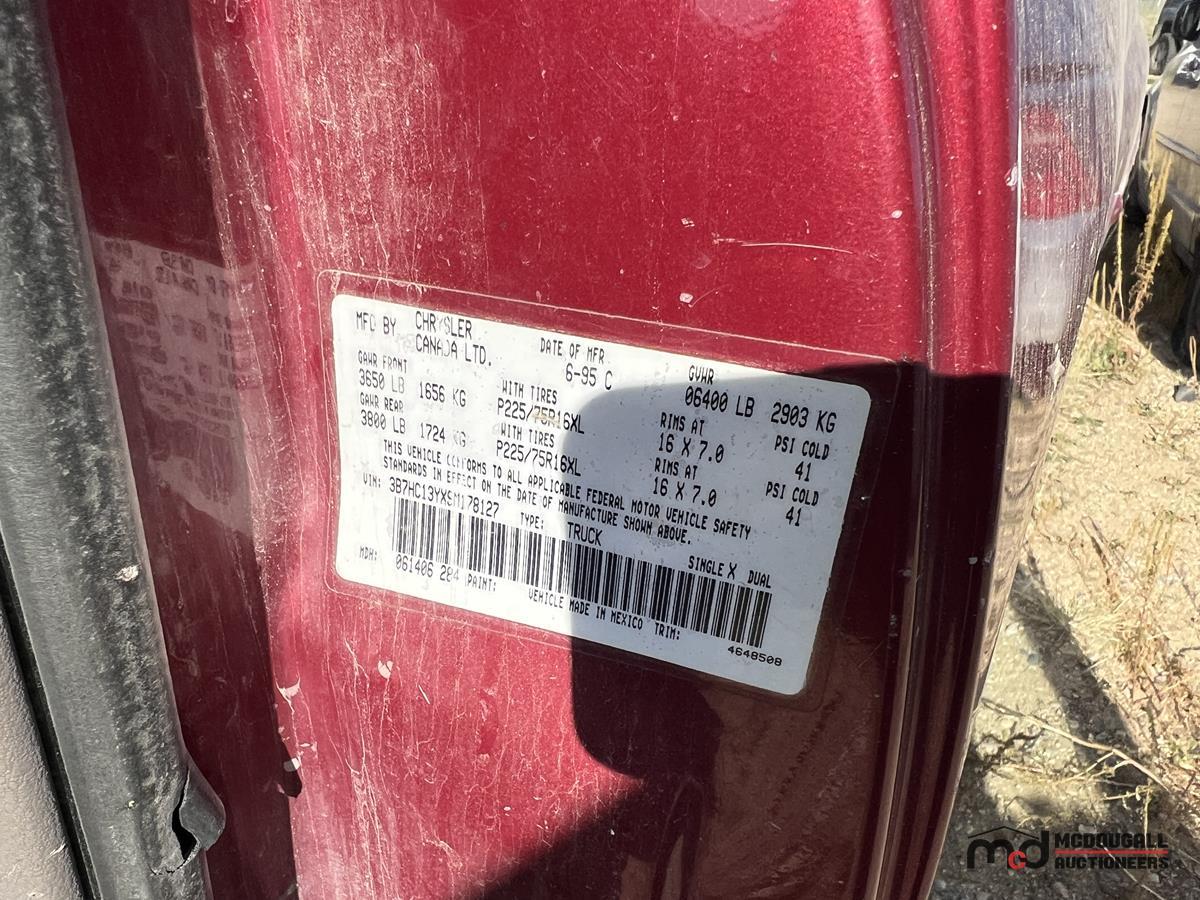 MFD BY CHRYSLER CANADA LTD. DATE OF MFR 6-95 C GVWR 06400 LB 2903 KG
GAWR FRONT WITH TIRES RIMS AT PSI COLD
3650 LB 1656 KG P225/75R16XL 16 X 7.0 41
GAWR REAR WITH TIRES RIMS AT PSI COLD
3800 LB 1724 KG P225/75R16XL 16 X 7.0 41
THIS VEHICLE CONFORMS TO ALL APPLICABLE FEDERAL MOTOR VEHICLE SAFETY
STANDARDS IN EFFECT ON THE DATE OF MANUFACTURE SHOWN ABOVE.
VIN: 3B7HC13YXSM178127 TYPE: TRUCK SINGLE X DUAL
MDH: 061406 284 PAINT: VEHICLE MADE IN MEXICO TRIM:
4648508
mcd MCDOUGALL
AUCTIONEERS